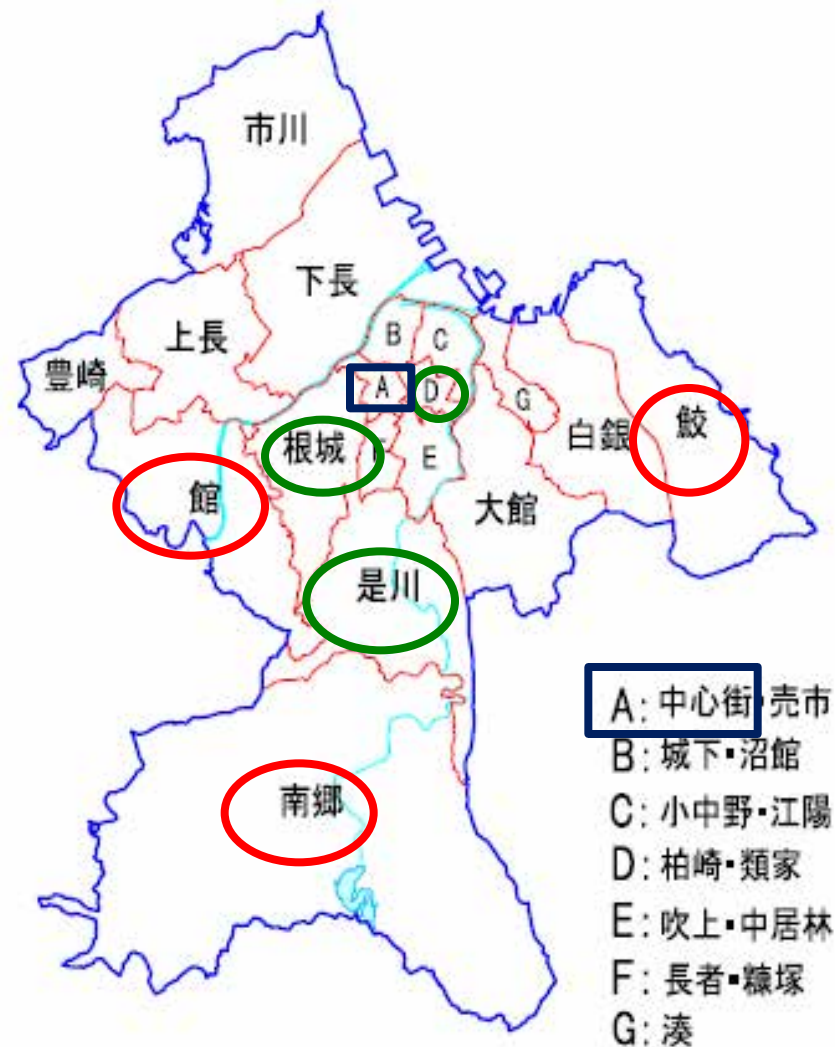 市川
下長
上長
豊崎
B
C
A
D
G
鮫
白銀
根城
F
E
館
大館
是川
南郷
A: 中心街・売市
B: 城下・沼館
C: 小中野・江陽
D: 柏崎・類家
E: 吹上・中居林
F: 長者・糠塚
G: 湊